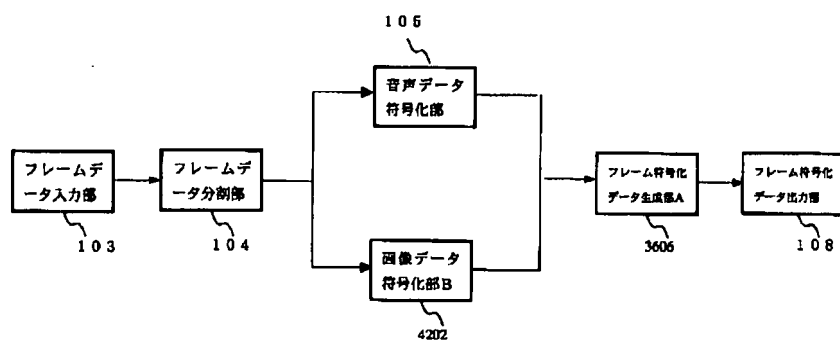 105
音声データ
符号化部
フレームデ
ータ入力部
103
フレームデ
ータ分割部
104
画像データ
符号化部B
4202
フレーム符号化
データ生成部A
3606
フレーム符号化
データ出力部
108